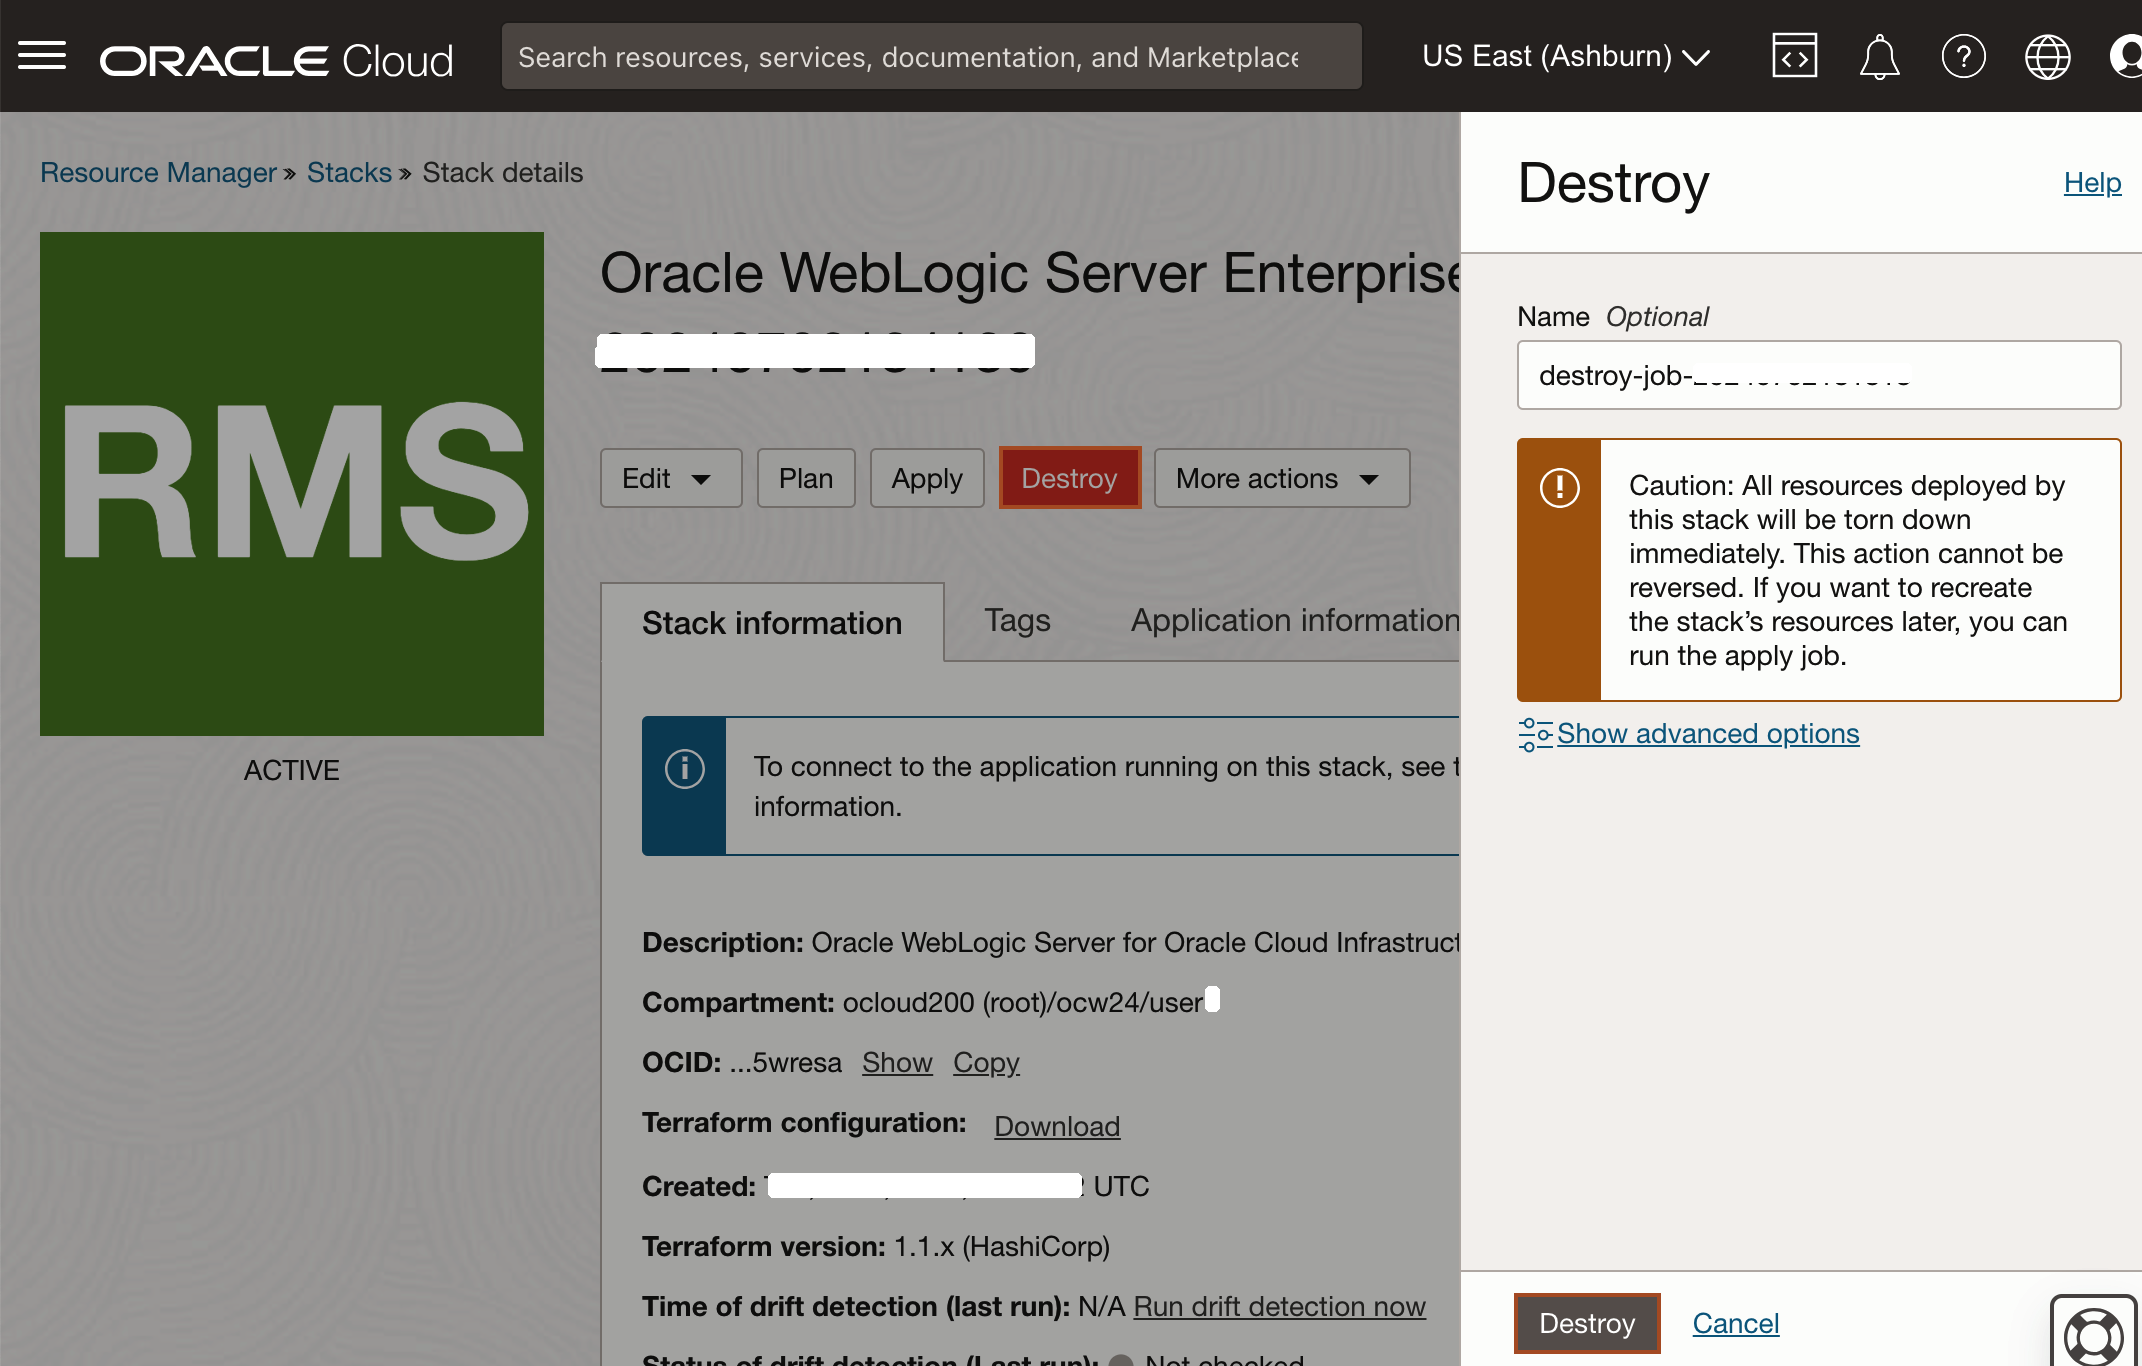 ORACLE Cloud
Search resources, services, documentation, and Marketplace
US East (Ashburn)
Resource Manager » Stacks » Stack details
RMS
ACTIVE
Oracle WebLogic Server Enterprise
Edit Plan Apply Destroy More actions
Stack information Tags Application information
To connect to the application running on this stack, see
information.
Description: Oracle WebLogic Server for Oracle Cloud Infrastruct
Compartment: ocloud200 (root)/ocw24/user
OCID: ...5wresa Show Copy
Terraform configuration: Download
Created: UTC
Terraform version: 1.1.x (HashiCorp)
Time of drift detection (last run): N/A Run drift detection now
Status of drift detection (Last run): Not checked
Destroy
Help
Name Optional
destroy-job-
Caution: All resources deployed by
this stack will be torn down
immediately. This action cannot be
reversed. If you want to recreate
the stack's resources later, you can
run the apply job.
Show advanced options
Destroy Cancel